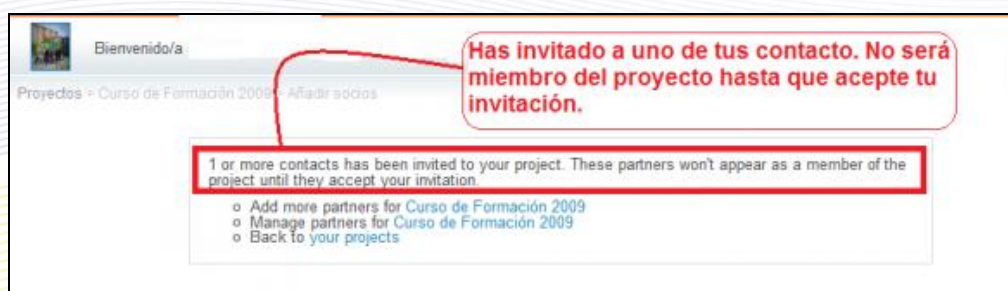 Bienvenido/a
Has invitado a uno de tus contacto. No será
miembro del proyecto hasta que acepte tu
invitación.
Proyectos » Curso de Formación 2009 » Añadir socios
1 or more contacts has been invited to your project. These partners won't appear as a member of the
project until they accept your invitation.
o Add more partners for Curso de Formación 2009
o Manage partners for Curso de Formación 2009
o Back to your projects